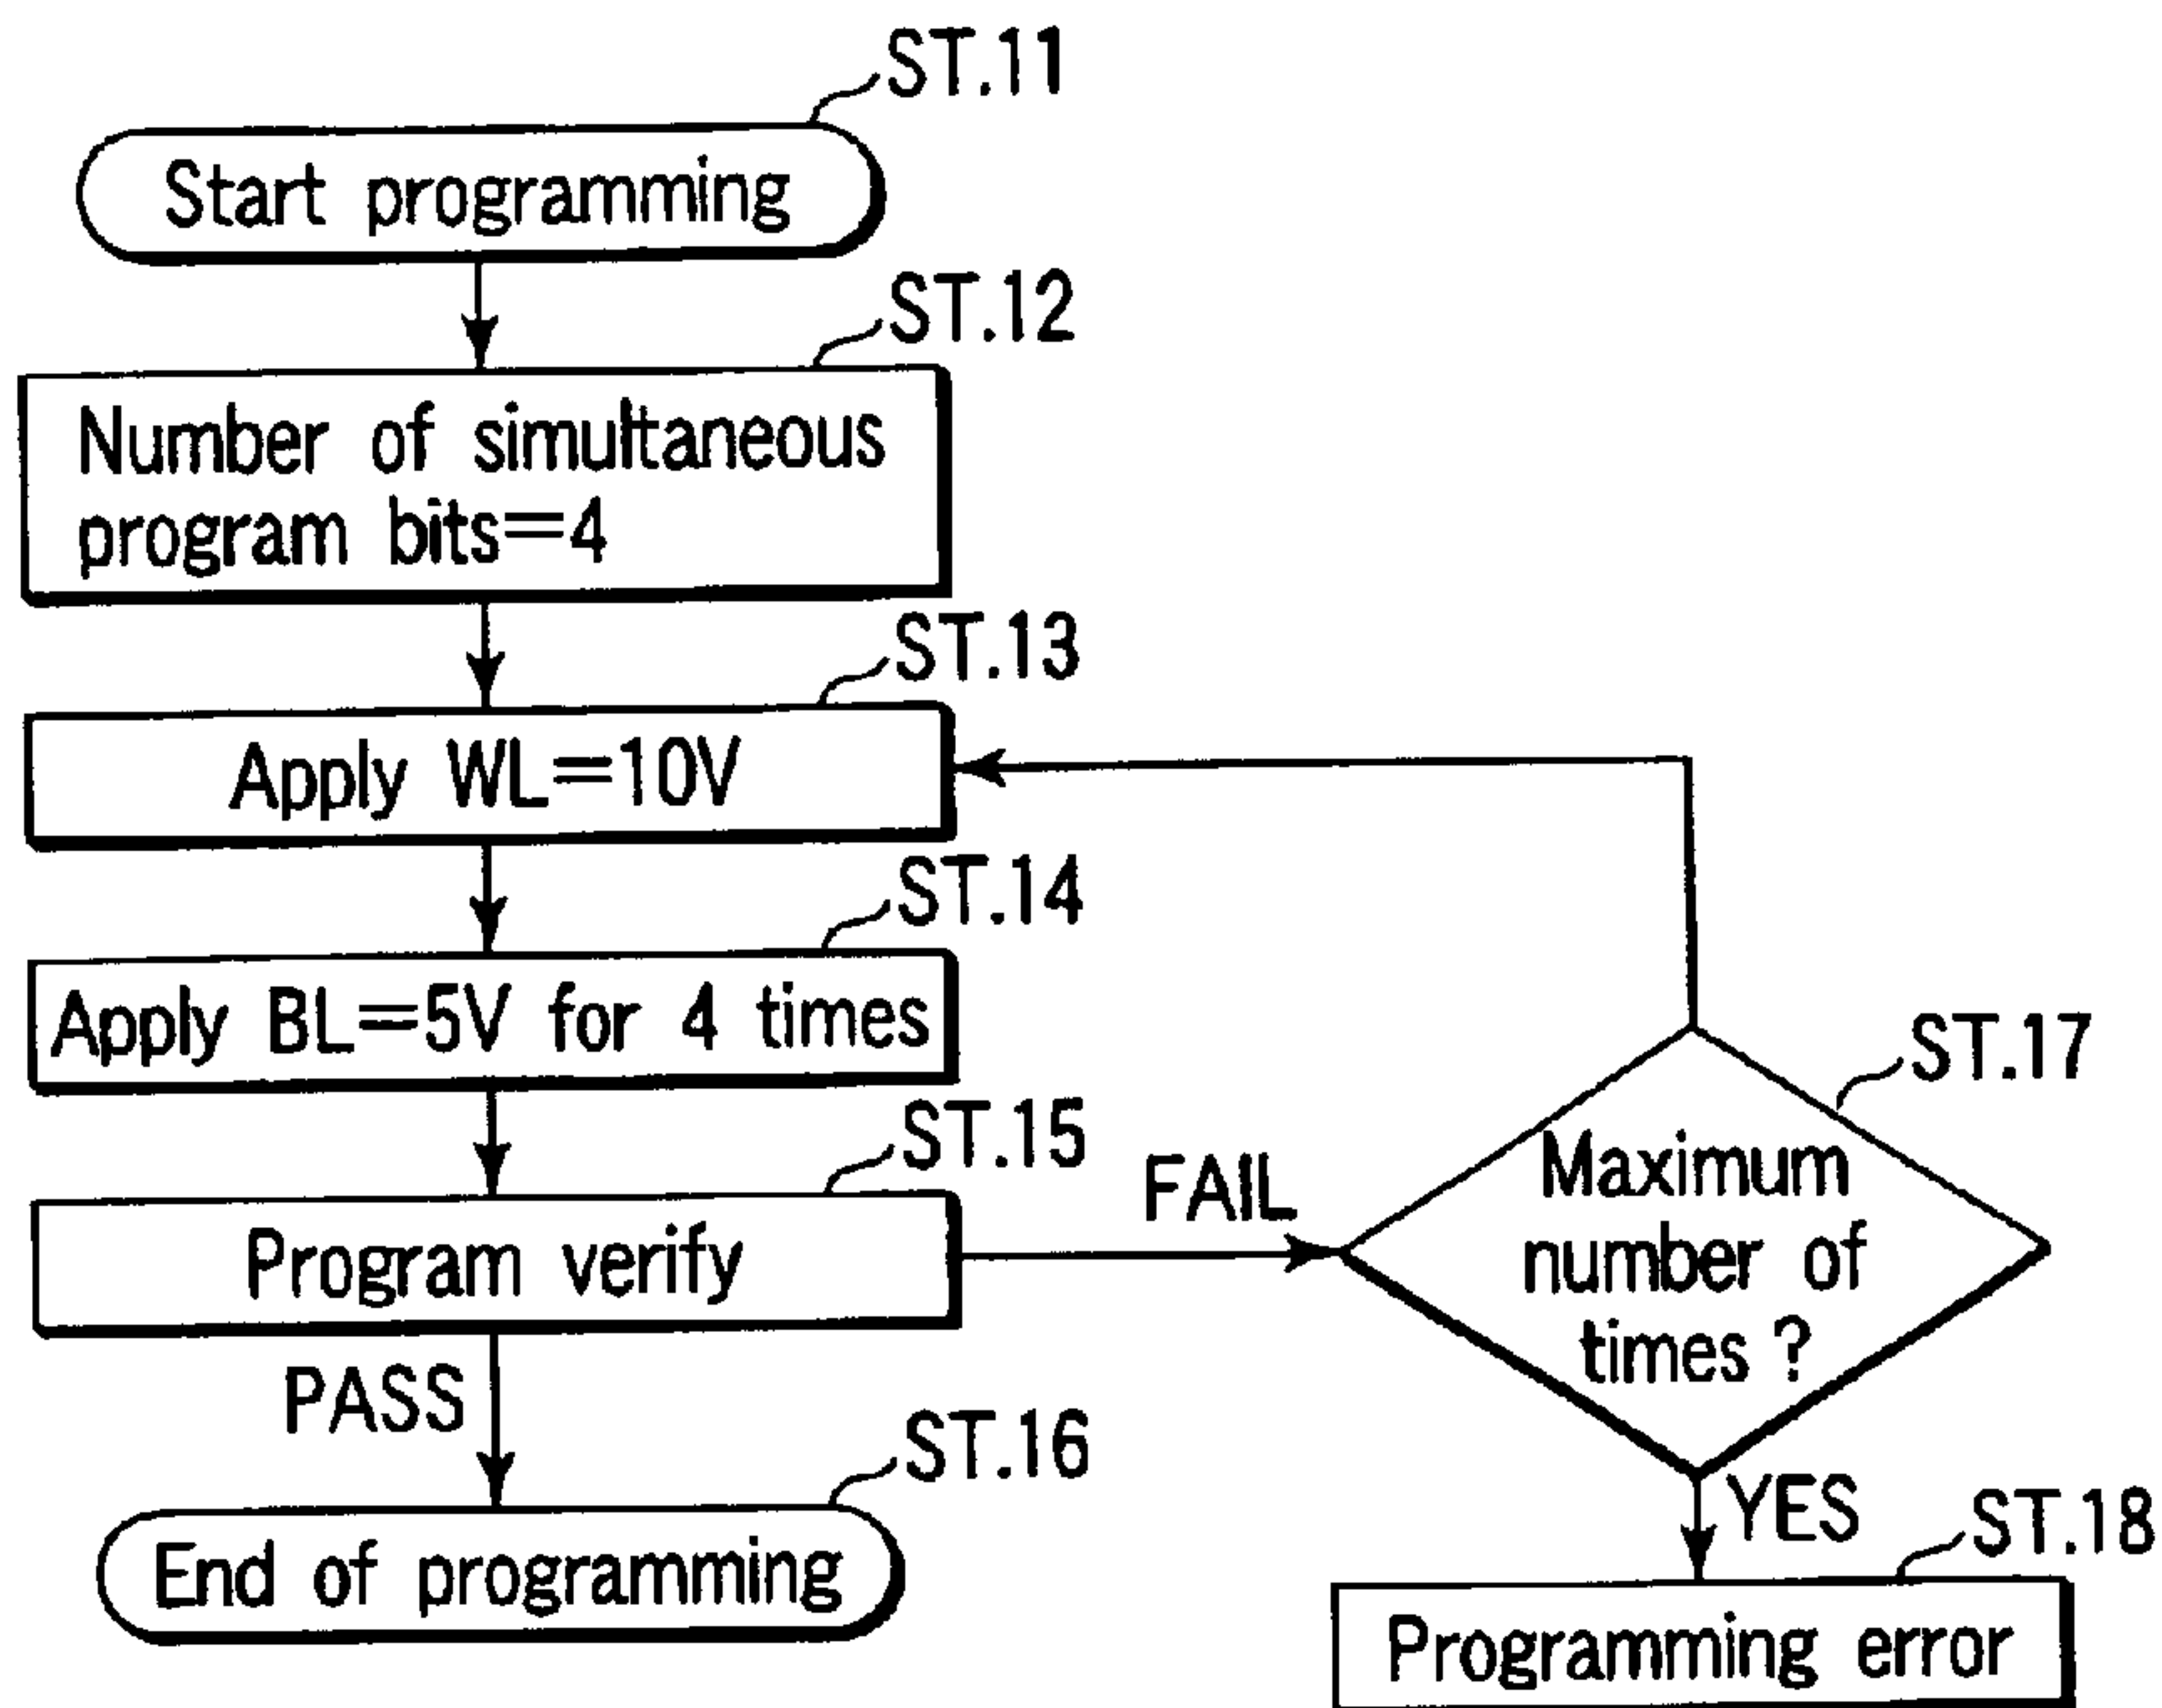 ST.11
Start programming
ST.12
Number of simultaneous
program bits=4
ST.13
Apply WL=10V
ST.14
Apply BL=5V for 4 times
ST.15
Program verify
FAIL
ST.17
Maximum
number of
times ?
PASS
ST.16
End of programming
YES
ST.18
Programming error